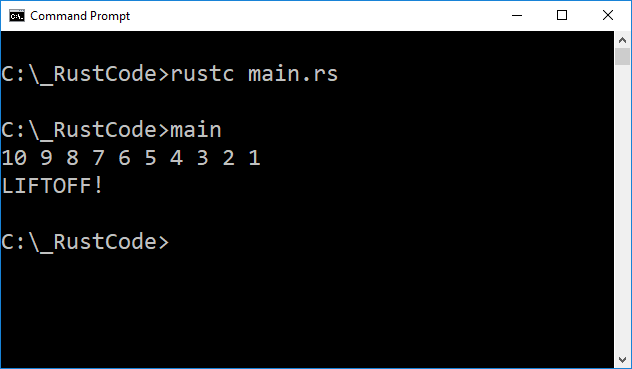 Command Prompt
C:\_RustCode>rustc main.rs
C:\_RustCode>main
10 9 8 7 6 5 4 3 2 1
LIFTOFF!
C:\_RustCode>